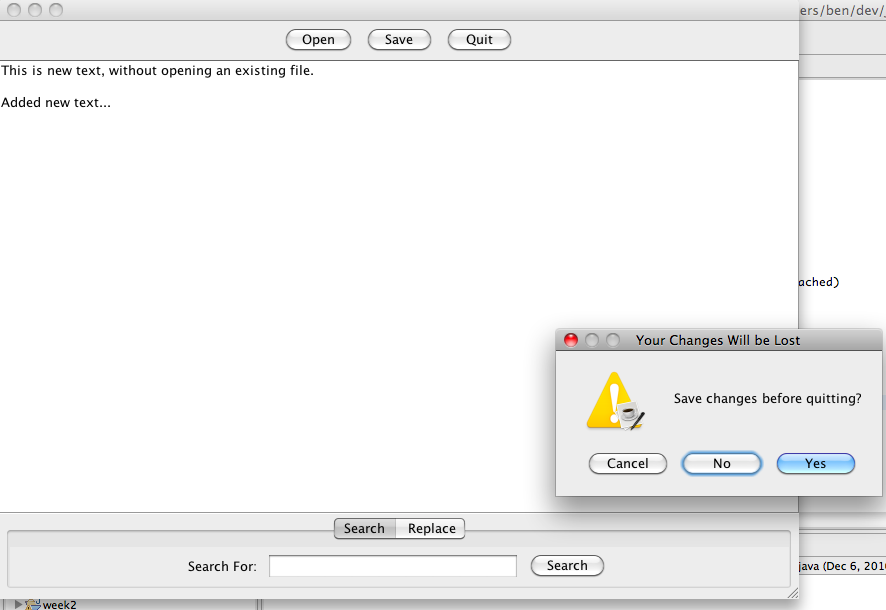 ers/ben/dev/
Open Save Quit
This is new text, without opening an existing file.
Added new text...
ached)
Your Changes Will be Lost
Save changes before quitting?
Cancel No Yes
Search Replace
Search For: Search
java (Dec 6, 2010
week2